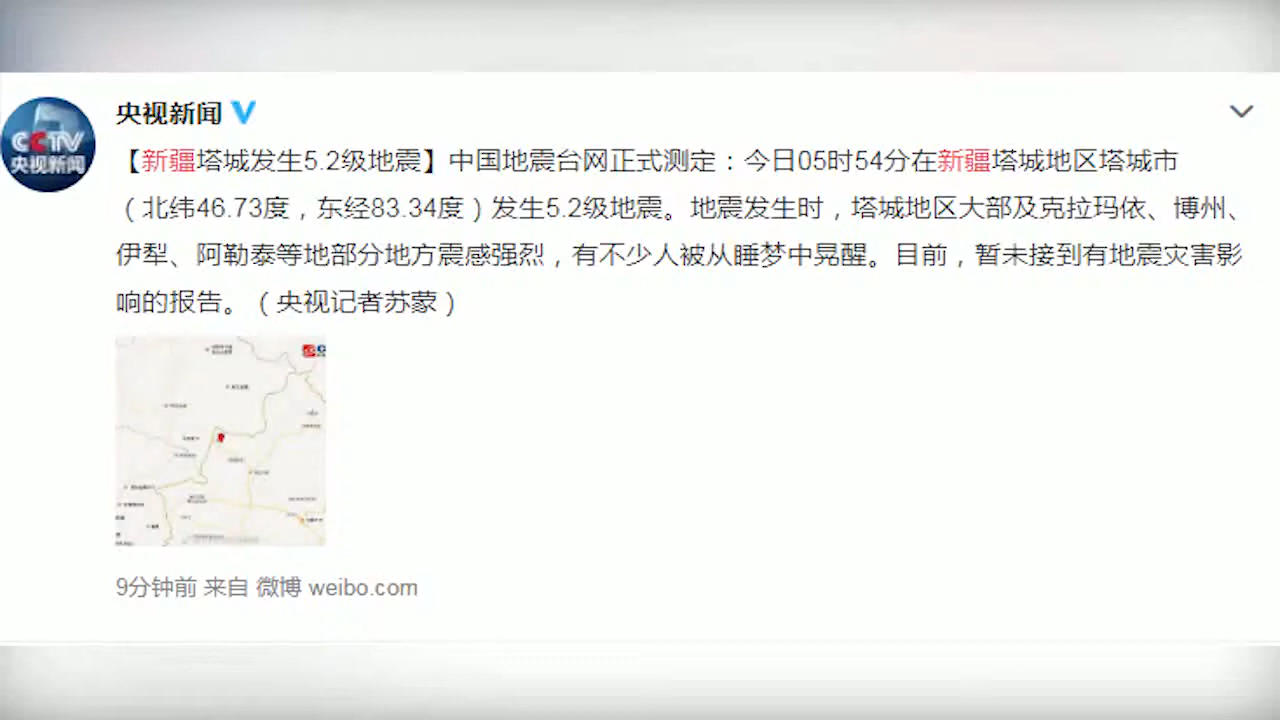 央视新闻
CCTV
央视新闻
【新疆塔城发生5.2级地震】中国地震台网正式测定：今日05时54分在新疆塔城地区塔城市
（北纬46.73度，东经83.34度）发生5.2级地震。地震发生时，塔城地区大部及克拉玛依、博州、
伊犁、阿勒泰等地部分地方震感强烈，有不少人被从睡梦中晃醒。目前，暂未接到有地震灾害影
响的报告。（央视记者苏蒙）
9分钟前 来自 微博 weibo.com